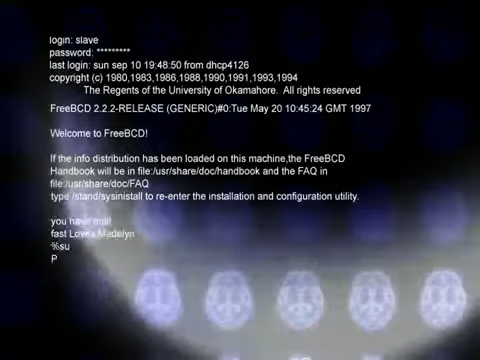 login: slave
password: *********
last login: sun sep 10 19:48:50 from dhcp4126
copyright (c) 1980,1983,1986,1988,1990,1991,1993,1994
The Regents of the University of Okamahore. All rights reserved
FreeBCD 2.2.2-RELEASE (GENERIC)#0:Tue May 20 10:45:24 GMT 1997
Welcome to FreeBCD!
If the info distribution has been loaded on this machine,the FreeBCD
Handbook will be in file:/usr/share/doc/handbook and the FAQ in
file:/usr/share/doc/FAQ
type /stand/sysinistall to re-enter the installation and configuration utility.
you have mail
fast Love Madelyn
%su
P